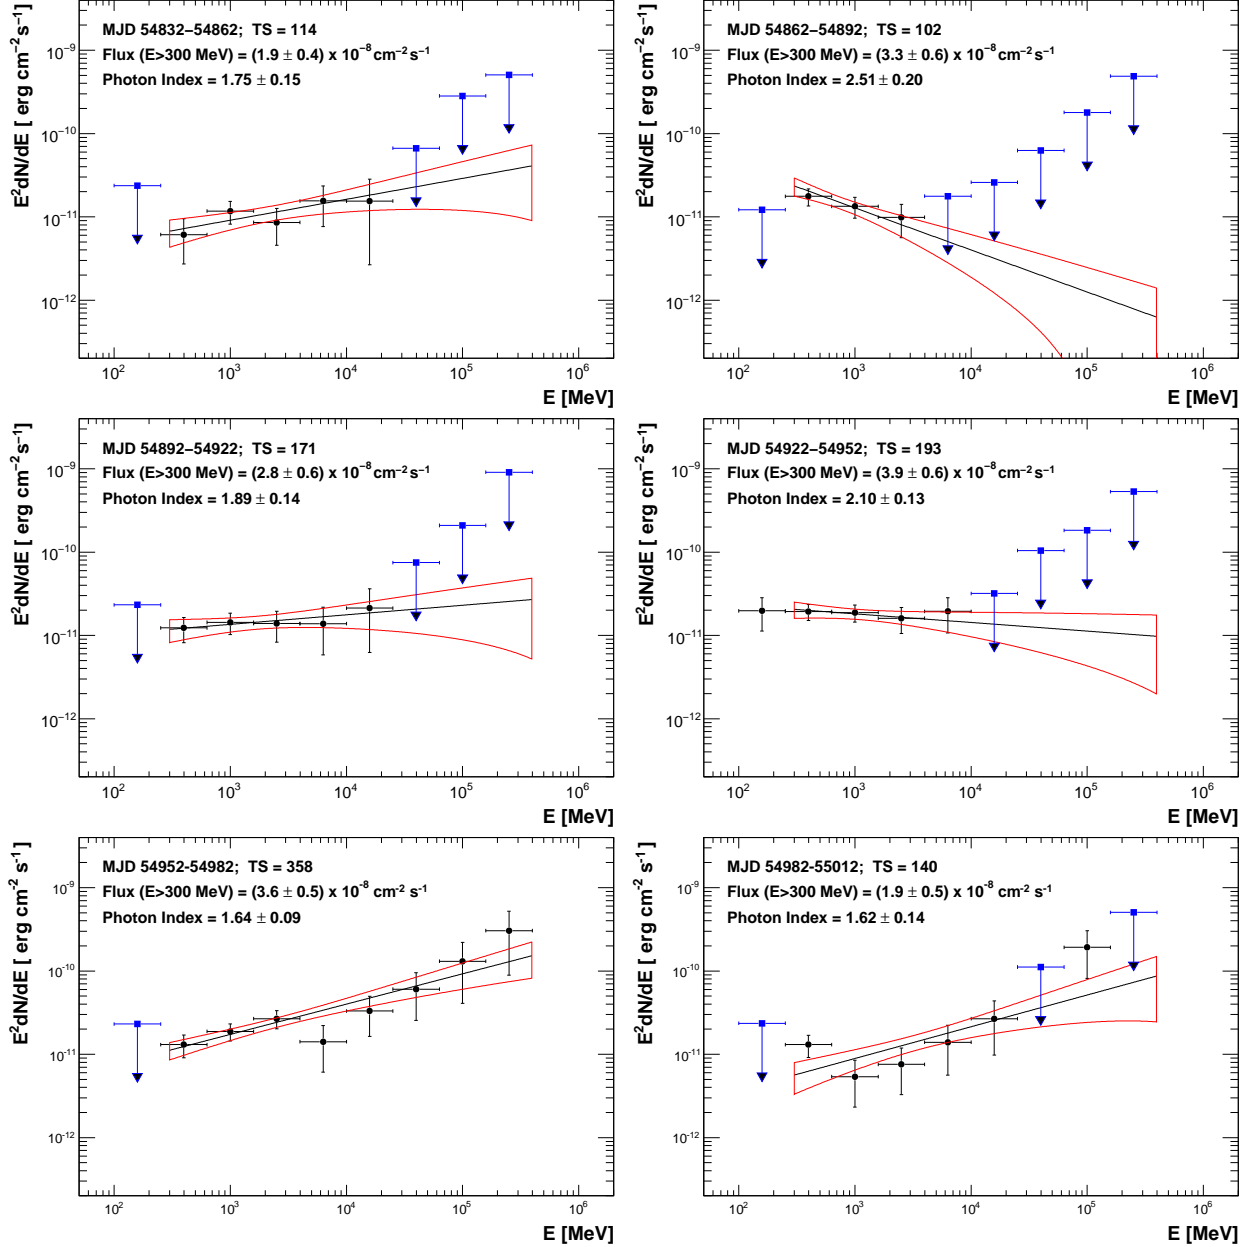 MJD 54832–54862; TS = 114
Flux (E>300 MeV) = (1.9 ± 0.4) x 10⁻⁸ cm⁻² s⁻¹
Photon Index = 1.75 ± 0.15
E²dN/dE [ erg cm⁻² s⁻¹]
10⁻⁹
10⁻¹⁰
10⁻¹¹
10⁻¹²
10² 10³ 10⁴ 10⁵ 10⁶
E [MeV]
MJD 54862–54892; TS = 102
Flux (E>300 MeV) = (3.3 ± 0.6) x 10⁻⁸ cm⁻² s⁻¹
Photon Index = 2.51 ± 0.20
E²dN/dE [ erg cm⁻² s⁻¹]
10⁻⁹
10⁻¹⁰
10⁻¹¹
10⁻¹²
10² 10³ 10⁴ 10⁵ 10⁶
E [MeV]
MJD 54892–54922; TS = 171
Flux (E>300 MeV) = (2.8 ± 0.6) x 10⁻⁸ cm⁻² s⁻¹
Photon Index = 1.89 ± 0.14
E²dN/dE [ erg cm⁻² s⁻¹]
10⁻⁹
10⁻¹⁰
10⁻¹¹
10⁻¹²
10² 10³ 10⁴ 10⁵ 10⁶
E [MeV]
MJD 54922–54952; TS = 193
Flux (E>300 MeV) = (3.9 ± 0.6) x 10⁻⁸ cm⁻² s⁻¹
Photon Index = 2.10 ± 0.13
E²dN/dE [ erg cm⁻² s⁻¹]
10⁻⁹
10⁻¹⁰
10⁻¹¹
10⁻¹²
10² 10³ 10⁴ 10⁵ 10⁶
E [MeV]
MJD 54952-54982; TS = 358
Flux (E>300 MeV) = (3.6 ± 0.5) x 10⁻⁸ cm⁻² s⁻¹
Photon Index = 1.64 ± 0.09
E²dN/dE [ erg cm⁻² s⁻¹]
10⁻⁹
10⁻¹⁰
10⁻¹¹
10⁻¹²
10² 10³ 10⁴ 10⁵ 10⁶
E [MeV]
MJD 54982-55012; TS = 140
Flux (E>300 MeV) = (1.9 ± 0.5) x 10⁻⁸ cm⁻² s⁻¹
Photon Index = 1.62 ± 0.14
E²dN/dE [ erg cm⁻² s⁻¹]
10⁻⁹
10⁻¹⁰
10⁻¹¹
10⁻¹²
10² 10³ 10⁴ 10⁵ 10⁶
E [MeV]